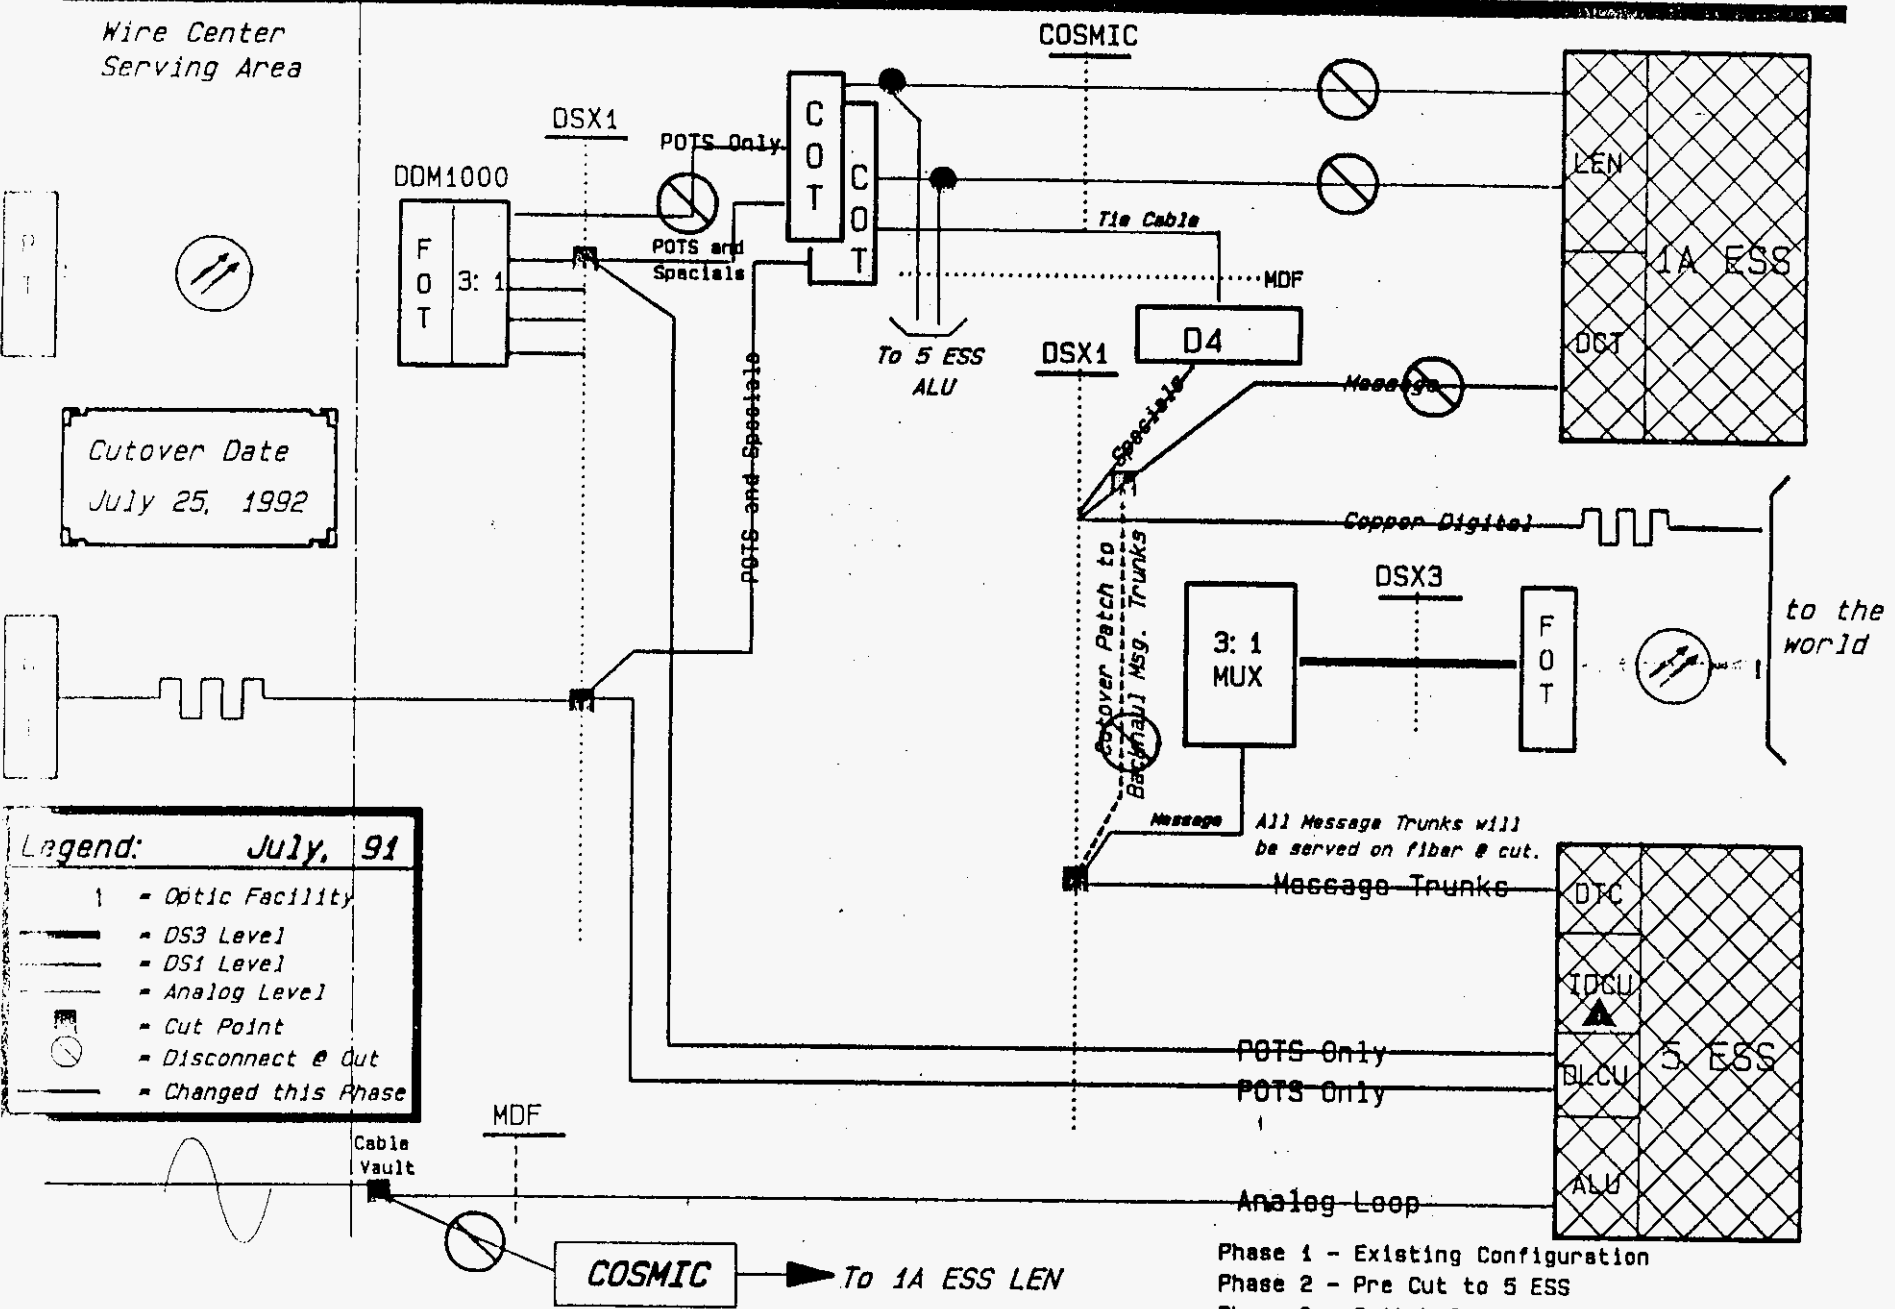 Wire Center
Serving Area
COSMIC
DSX1
POTS Only
DDM1000
FOT
3:1
POTS and
Specials
COT
COT
Tie Cable
MDF
To 5 ESS
ALU
LEN
1A ESS
DCT
D4
DSX1
Message
Specials
Cutover Date
July 25, 1992
POTS and Specials
Copper Digital
Cutover Patch to
Backhaul Msg. Trunks
DSX3
3:1
MUX
FOT
to the
world
Message
All Message Trunks will
be served on fiber @ cut.
Message Trunks
DTC
IDCU
5 ESS
DLCU
ALU
POTS Only
POTS Only
Analog Loop
Legend: July, 91
= Optic Facility
= DS3 Level
= DS1 Level
= Analog Level
= Cut Point
= Disconnect @ Cut
= Changed this Phase
MDF
Cable
Vault
COSMIC
To 1A ESS LEN
Phase 1 - Existing Configuration
Phase 2 - Pre Cut to 5 ESS